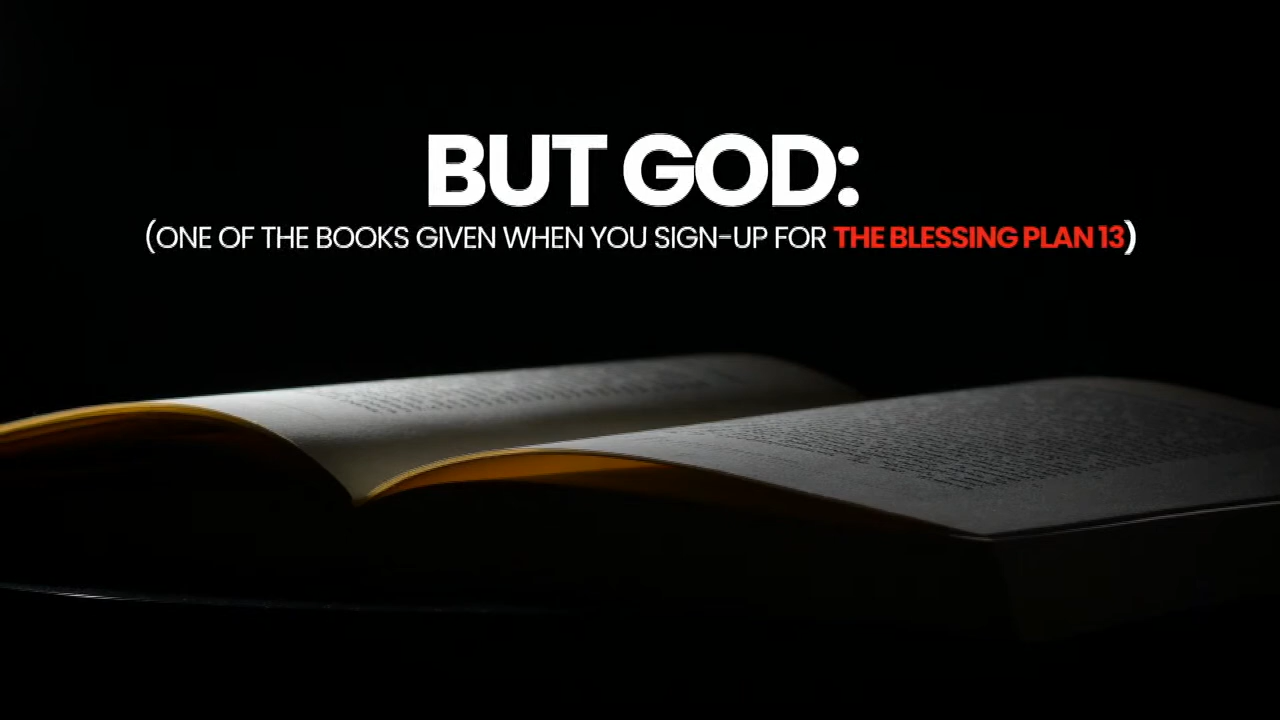 BUT GOD:
(ONE OF THE BOOKS GIVEN WHEN YOU SIGN-UP FOR THE BLESSING PLAN 13)